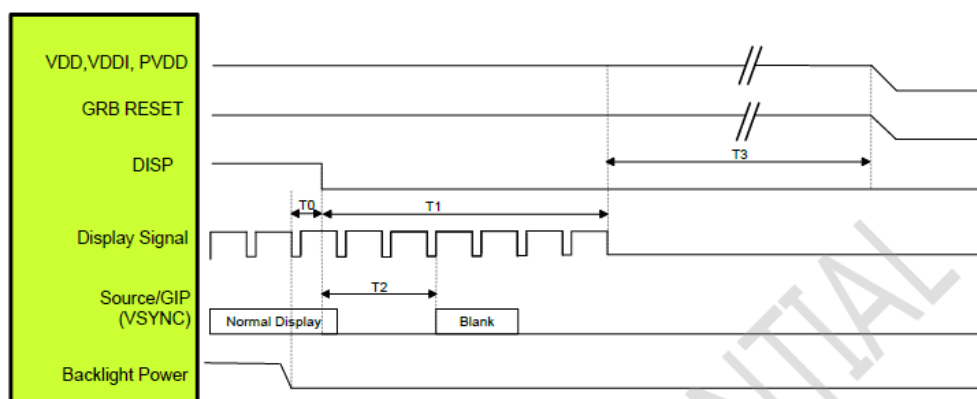 VDD,VDDI, PVDD
GRB RESET
T3
DISP
T0
T1
Display Signal
T2
Source/GIP
(VSYNC)
Normal Display
Blank
Backlight Power
NTIAL